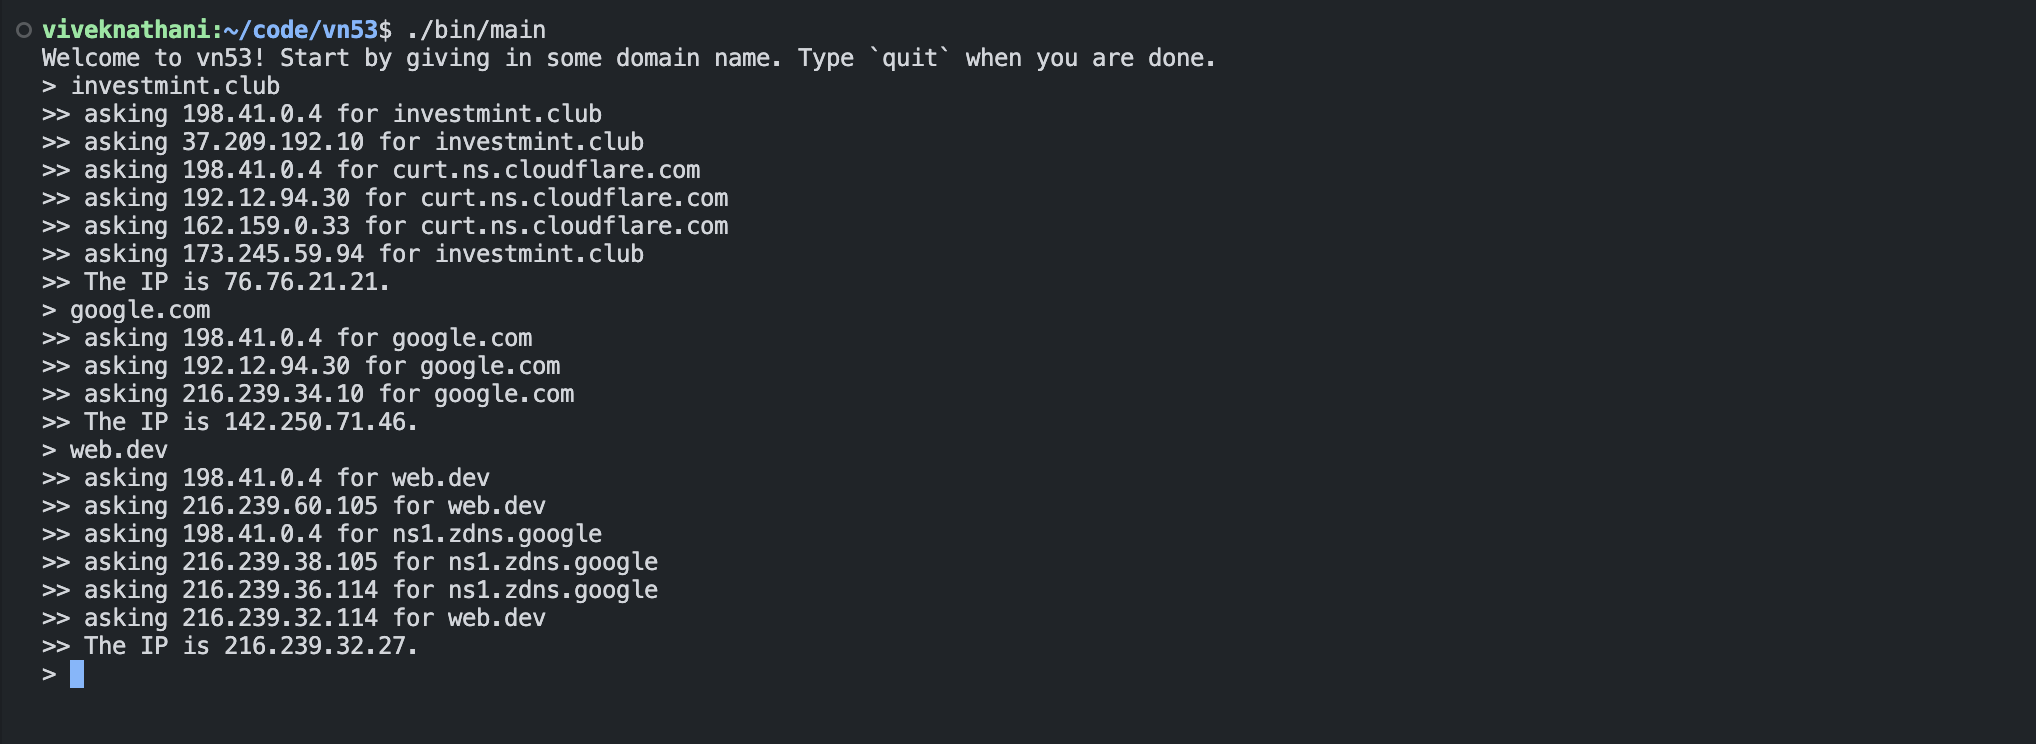 viveknathani:~/code/vn53$ ./bin/main
Welcome to vn53! Start by giving in some domain name. Type `quit` when you are done.
> investmint.club
>> asking 198.41.0.4 for investmint.club
>> asking 37.209.192.10 for investmint.club
>> asking 198.41.0.4 for curt.ns.cloudflare.com
>> asking 192.12.94.30 for curt.ns.cloudflare.com
>> asking 162.159.0.33 for curt.ns.cloudflare.com
>> asking 173.245.59.94 for investmint.club
>> The IP is 76.76.21.21.
> google.com
>> asking 198.41.0.4 for google.com
>> asking 192.12.94.30 for google.com
>> asking 216.239.34.10 for google.com
>> The IP is 142.250.71.46.
> web.dev
>> asking 198.41.0.4 for web.dev
>> asking 216.239.60.105 for web.dev
>> asking 198.41.0.4 for ns1.zdns.google
>> asking 216.239.38.105 for ns1.zdns.google
>> asking 216.239.36.114 for ns1.zdns.google
>> asking 216.239.32.114 for web.dev
>> The IP is 216.239.32.27.
>